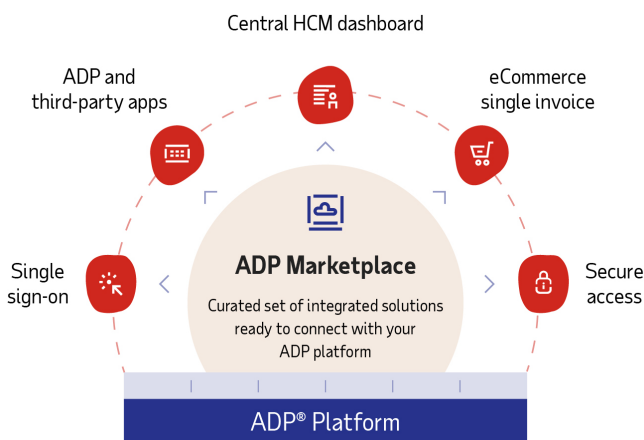 Central HCM dashboard
ADP and
third-party apps
eCommerce
single invoice
Single
sign-on
ADP Marketplace
Curated set of integrated solutions
ready to connect with your
ADP platform
Secure
access
ADP® Platform